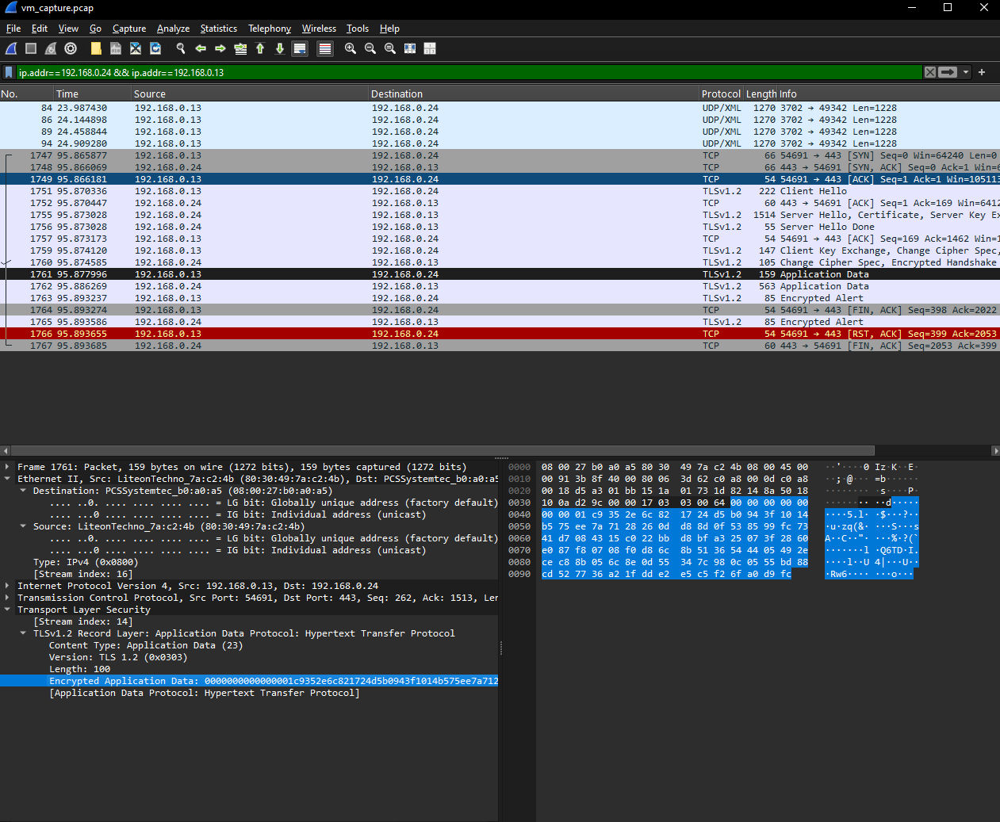 vm_capture.pcap
File Edit View Go Capture Analyze Statistics Telephony Wireless Tools Help
ip.addr==192.168.0.24 && ip.addr==192.168.0.13
No. Time Source Destination Protocol Length Info
84 23.987430 192.168.0.13 192.168.0.24 UDP/XML 1270 3702 → 49342 Len=1228
86 24.144898 192.168.0.13 192.168.0.24 UDP/XML 1270 3702 → 49342 Len=1228
89 24.458844 192.168.0.13 192.168.0.24 UDP/XML 1270 3702 → 49342 Len=1228
94 24.909280 192.168.0.13 192.168.0.24 UDP/XML 1270 3702 → 49342 Len=1228
1747 95.865877 192.168.0.13 192.168.0.24 TCP 66 54691 → 443 [SYN] Seq=0 Win=64240 Len=0
1748 95.866069 192.168.0.24 192.168.0.13 TCP 66 443 → 54691 [SYN, ACK] Seq=0 Ack=1 Win=6
1749 95.866181 192.168.0.13 192.168.0.24 TCP 54 54691 → 443 [ACK] Seq=1 Ack=1 Win=105113
1751 95.870336 192.168.0.13 192.168.0.24 TLSv1.2 222 Client Hello
1752 95.870447 192.168.0.24 192.168.0.13 TCP 60 443 → 54691 [ACK] Seq=1 Ack=169 Win=6412
1755 95.873028 192.168.0.24 192.168.0.13 TLSv1.2 1514 Server Hello, Certificate, Server Key Ex
1756 95.873028 192.168.0.24 192.168.0.13 TLSv1.2 55 Server Hello Done
1757 95.873173 192.168.0.13 192.168.0.24 TCP 54 54691 → 443 [ACK] Seq=169 Ack=1462 Win=1
1759 95.874120 192.168.0.13 192.168.0.24 TLSv1.2 147 Client Key Exchange, Change Cipher Spec,
1760 95.874585 192.168.0.24 192.168.0.13 TLSv1.2 105 Change Cipher Spec, Encrypted Handshake
1761 95.877996 192.168.0.13 192.168.0.24 TLSv1.2 159 Application Data
1762 95.886269 192.168.0.24 192.168.0.13 TLSv1.2 563 Application Data
1763 95.893237 192.168.0.13 192.168.0.24 TLSv1.2 85 Encrypted Alert
1764 95.893274 192.168.0.13 192.168.0.24 TCP 54 54691 → 443 [FIN, ACK] Seq=398 Ack=2022
1765 95.893586 192.168.0.24 192.168.0.13 TLSv1.2 85 Encrypted Alert
1766 95.893655 192.168.0.13 192.168.0.24 TCP 54 54691 → 443 [RST, ACK] Seq=399 Ack=2053
1767 95.893685 192.168.0.24 192.168.0.13 TCP 60 443 → 54691 [FIN, ACK] Seq=2053 Ack=399
Frame 1761: Packet, 159 bytes on wire (1272 bits), 159 bytes captured (1272 bits)
Ethernet II, Src: LiteonTechno_7a:c2:4b (80:30:49:7a:c2:4b), Dst: PCSSystemtec_b0:a0:a5
Destination: PCSSystemtec_b0:a0:a5 (08:00:27:b0:a0:a5)
.... ..0. .... .... .... .... = LG bit: Globally unique address (factory default)
.... ...0 .... .... .... .... = IG bit: Individual address (unicast)
Source: LiteonTechno_7a:c2:4b (80:30:49:7a:c2:4b)
.... ..0. .... .... .... .... = LG bit: Globally unique address (factory default)
.... ...0 .... .... .... .... = IG bit: Individual address (unicast)
Type: IPv4 (0x0800)
[Stream index: 16]
Internet Protocol Version 4, Src: 192.168.0.13, Dst: 192.168.0.24
Transmission Control Protocol, Src Port: 54691, Dst Port: 443, Seq: 262, Ack: 1513, Ler
Transport Layer Security
[Stream index: 14]
TLSv1.2 Record Layer: Application Data Protocol: Hypertext Transfer Protocol
Content Type: Application Data (23)
Version: TLS 1.2 (0x0303)
Length: 100
Encrypted Application Data: 0000000000000001c9352e6c821724d5b0943f1014b575ee7a712
[Application Data Protocol: Hypertext Transfer Protocol]
0000 08 00 27 b0 a0 a5 80 30 49 7a c2 4b 08 00 45 00 ··'····0 Iz·K··E·
0010 00 91 3b 8f 40 00 80 06 3d 62 c0 a8 00 0d c0 a8 ··;·@··· =b······
0020 00 18 d5 a3 01 bb 15 1a 01 73 1d 82 14 8a 50 18 ········ ·s····P·
0030 10 0a d2 9c 00 00 17 03 03 00 64 00 00 00 00 00 ········ ··d·····
0040 00 00 01 c9 35 2e 6c 82 17 24 d5 b0 94 3f 10 14 ····5.l· ·$···?··
0050 b5 75 ee 7a 71 28 26 0d d8 8d 0f 53 85 99 fc 73 ·u·zq(&· ···S···s
0060 41 d7 08 43 15 c0 22 bb d8 bf a3 25 07 3f 28 60 A··C··"· ···%·?(`
0070 e0 87 f8 07 08 f0 d6 6c 8b 51 36 54 44 05 49 2e ·······l ·Q6TD·I.
0080 ce c8 8b 05 6c 8e 0d 55 34 7c 98 0c 05 55 bd 88 ····l··U 4|···U··
0090 cd 52 77 36 a2 1f dd e2 e5 c5 f2 6f a0 d9 fc ·Rw6···· ···o···